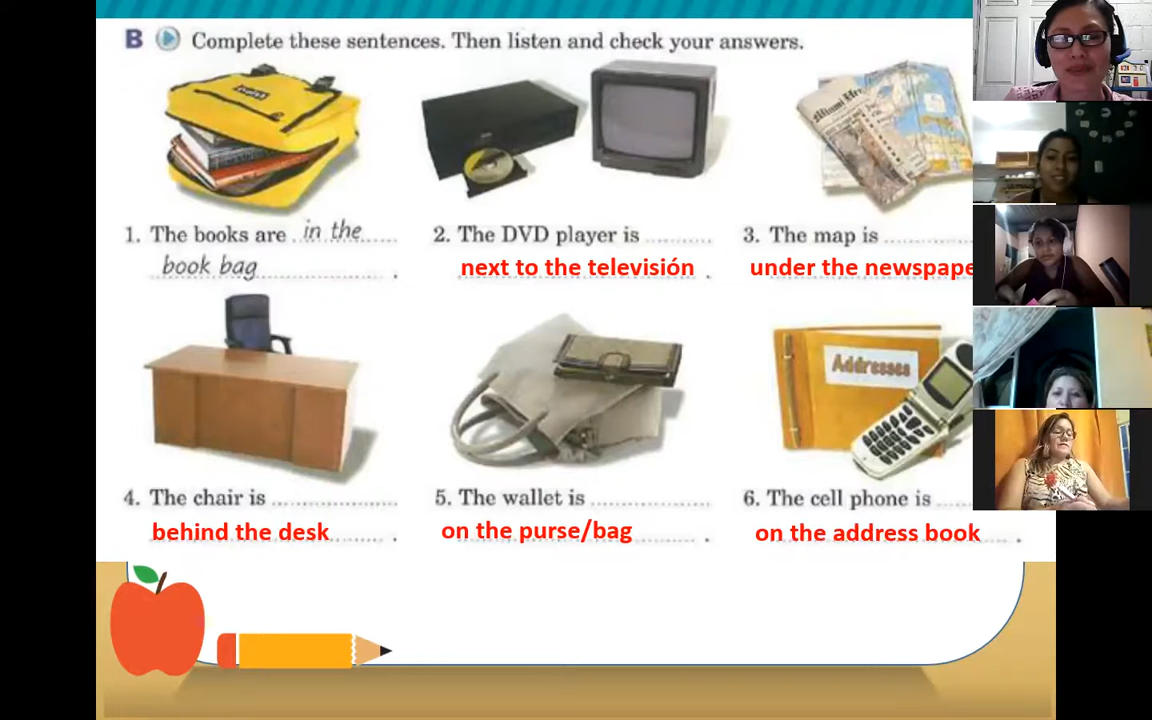 B Complete these sentences. Then listen and check your answers.
1. The books are in the
book bag .
2. The DVD player is
next to the televisión .
3. The map is
under the newspape
Addresses
4. The chair is
behind the desk .
5. The wallet is
on the purse/bag .
6. The cell phone is
on the address book .